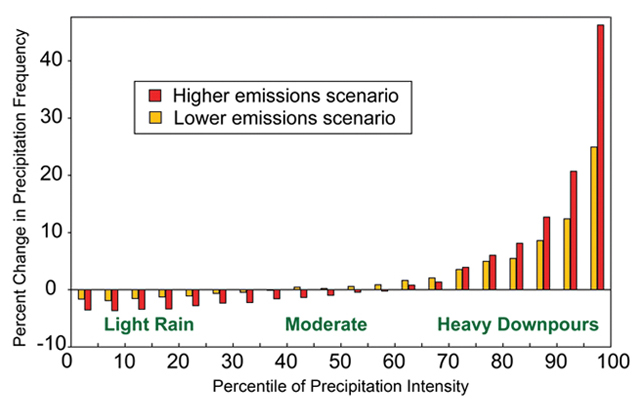 Percent Change in Precipitation Frequency
40
30
20
10
0
-10
Higher emissions scenario
Lower emissions scenario
Light Rain
Moderate
Heavy Downpours
0 10 20 30 40 50 60 70 80 90 100
Percentile of Precipitation Intensity